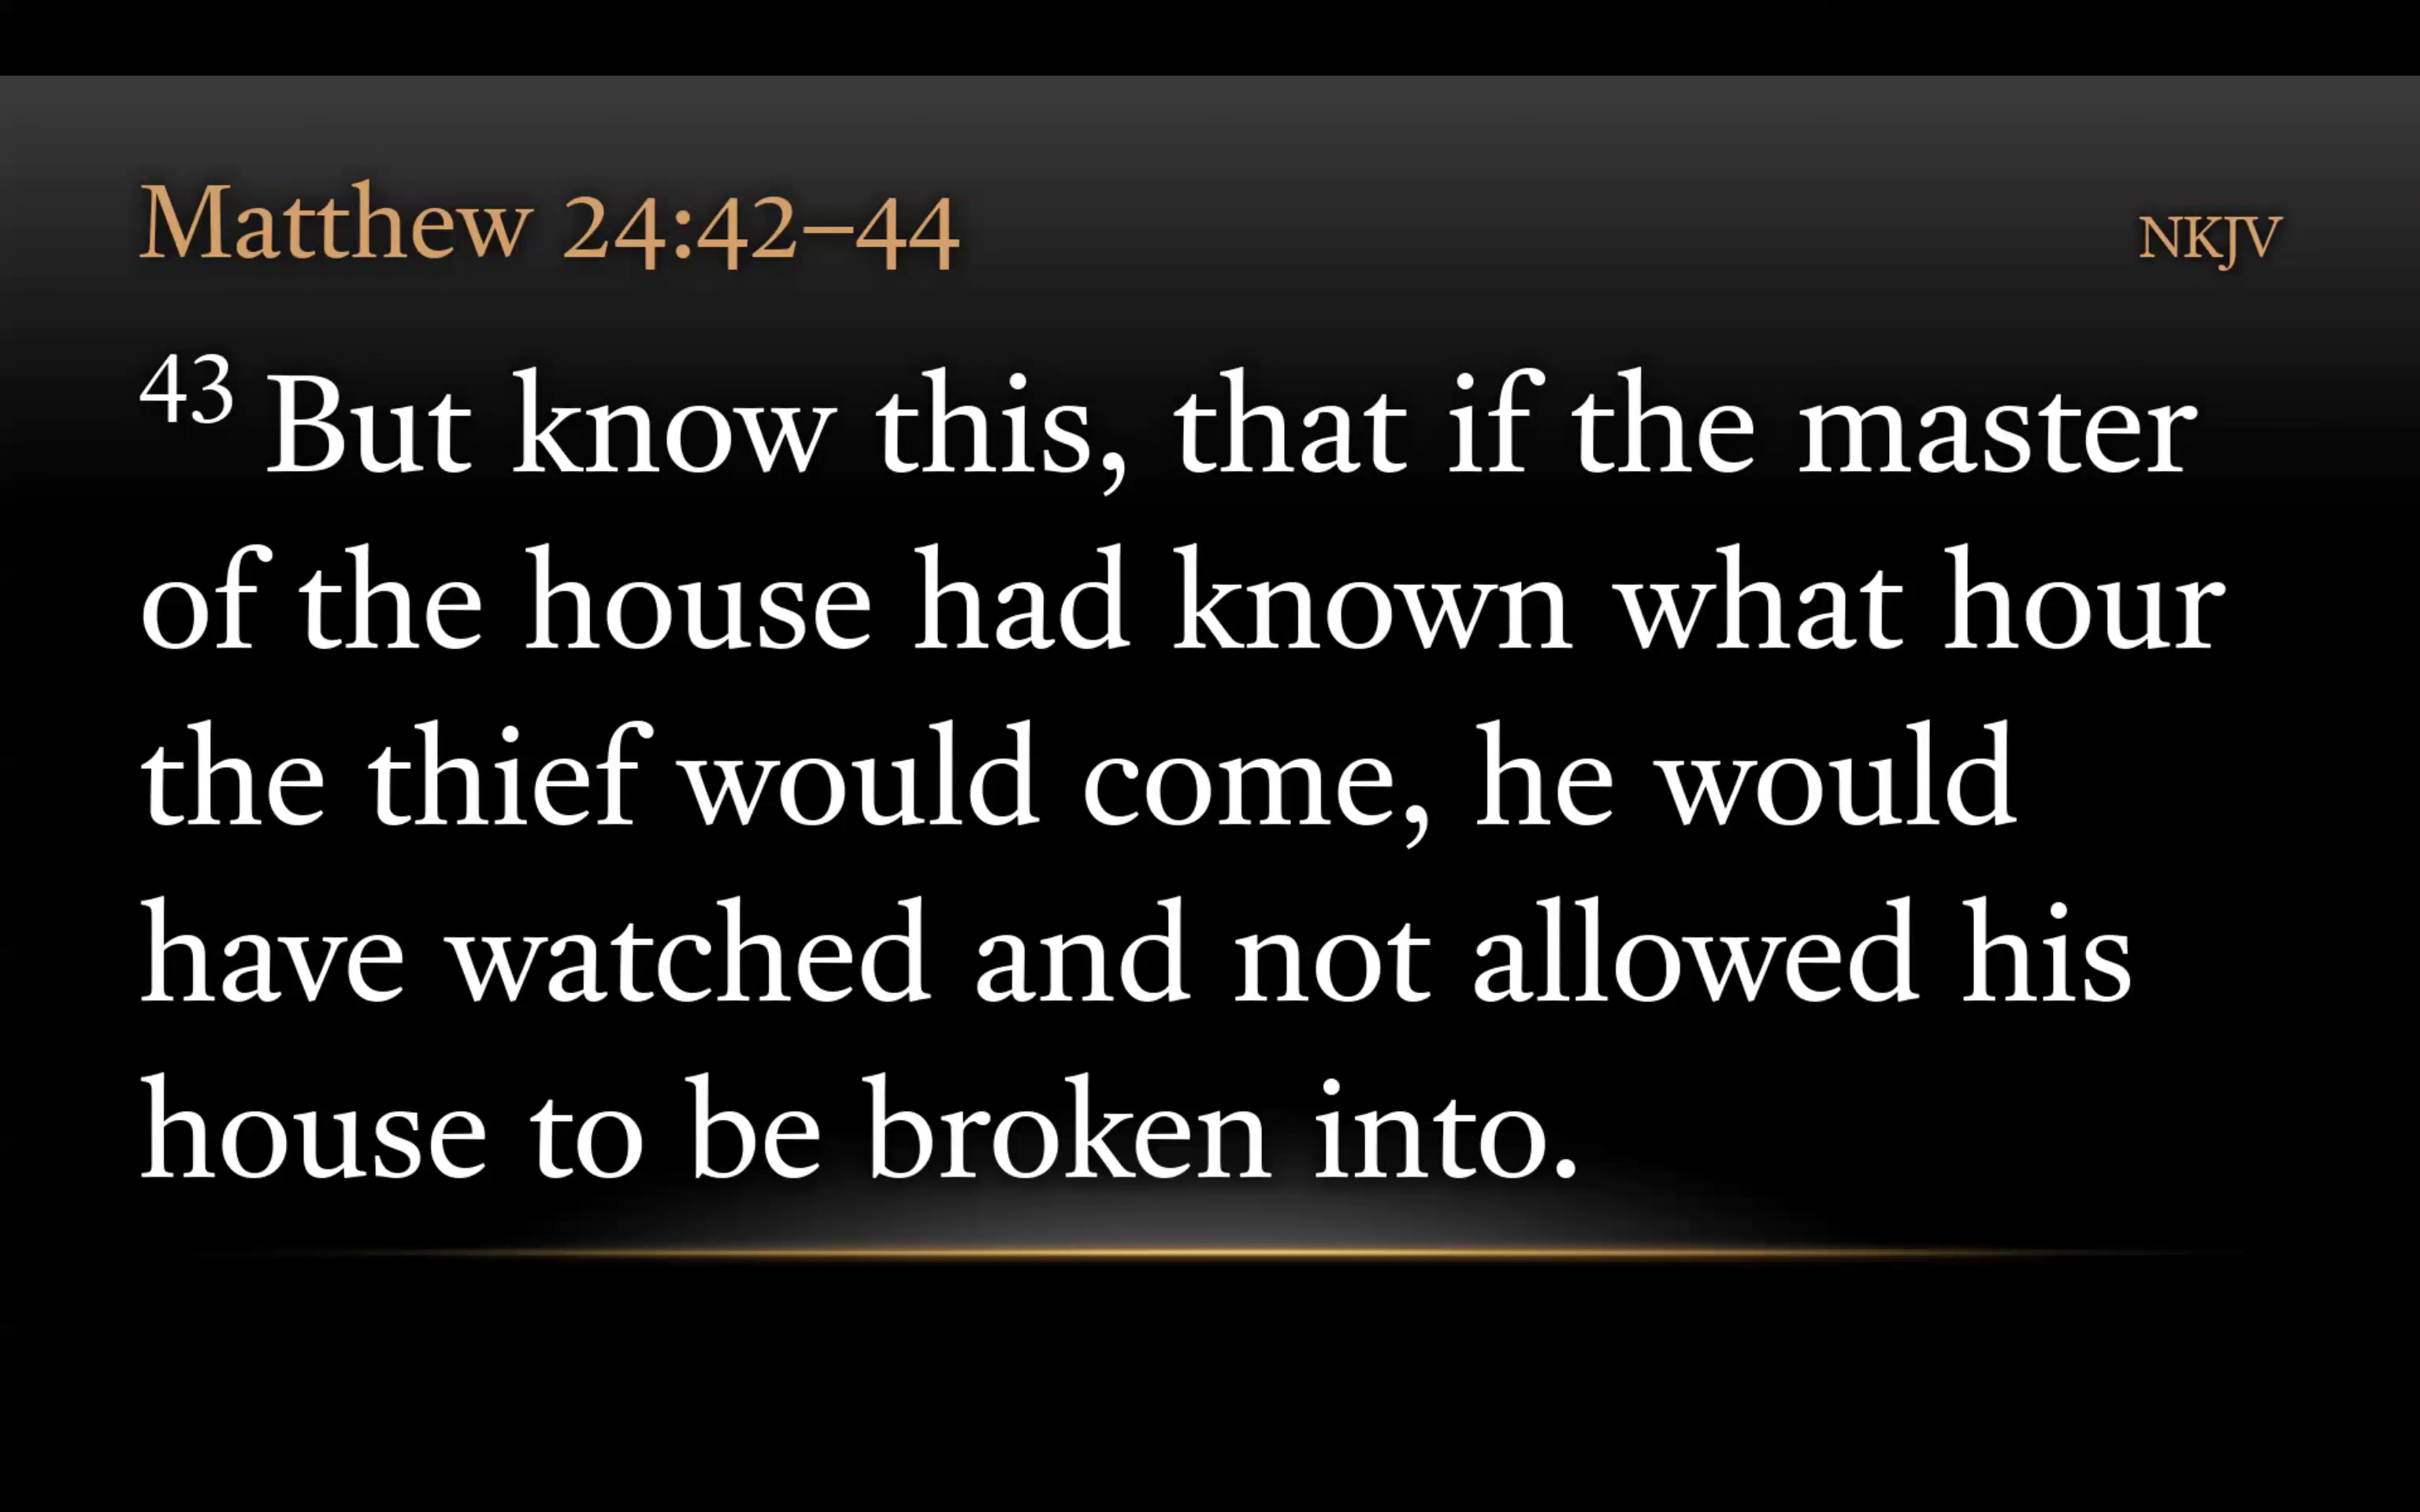 Matthew 24:42–44 NKJV
43 But know this, that if the master
of the house had known what hour
the thief would come, he would
have watched and not allowed his
house to be broken into.